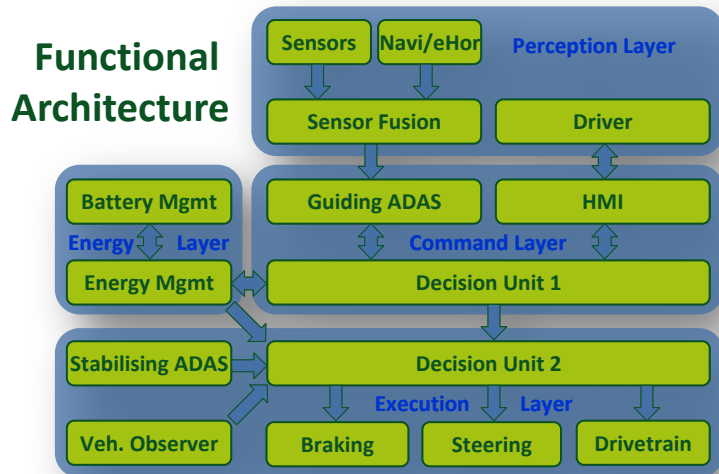 Functional
Architecture
Sensors
Navi/eHor
Perception Layer
Sensor Fusion
Driver
Battery Mgmt
Guiding ADAS
HMI
Energy Layer
Command Layer
Energy Mgmt
Decision Unit 1
Stabilising ADAS
Decision Unit 2
Execution Layer
Veh. Observer
Braking
Steering
Drivetrain